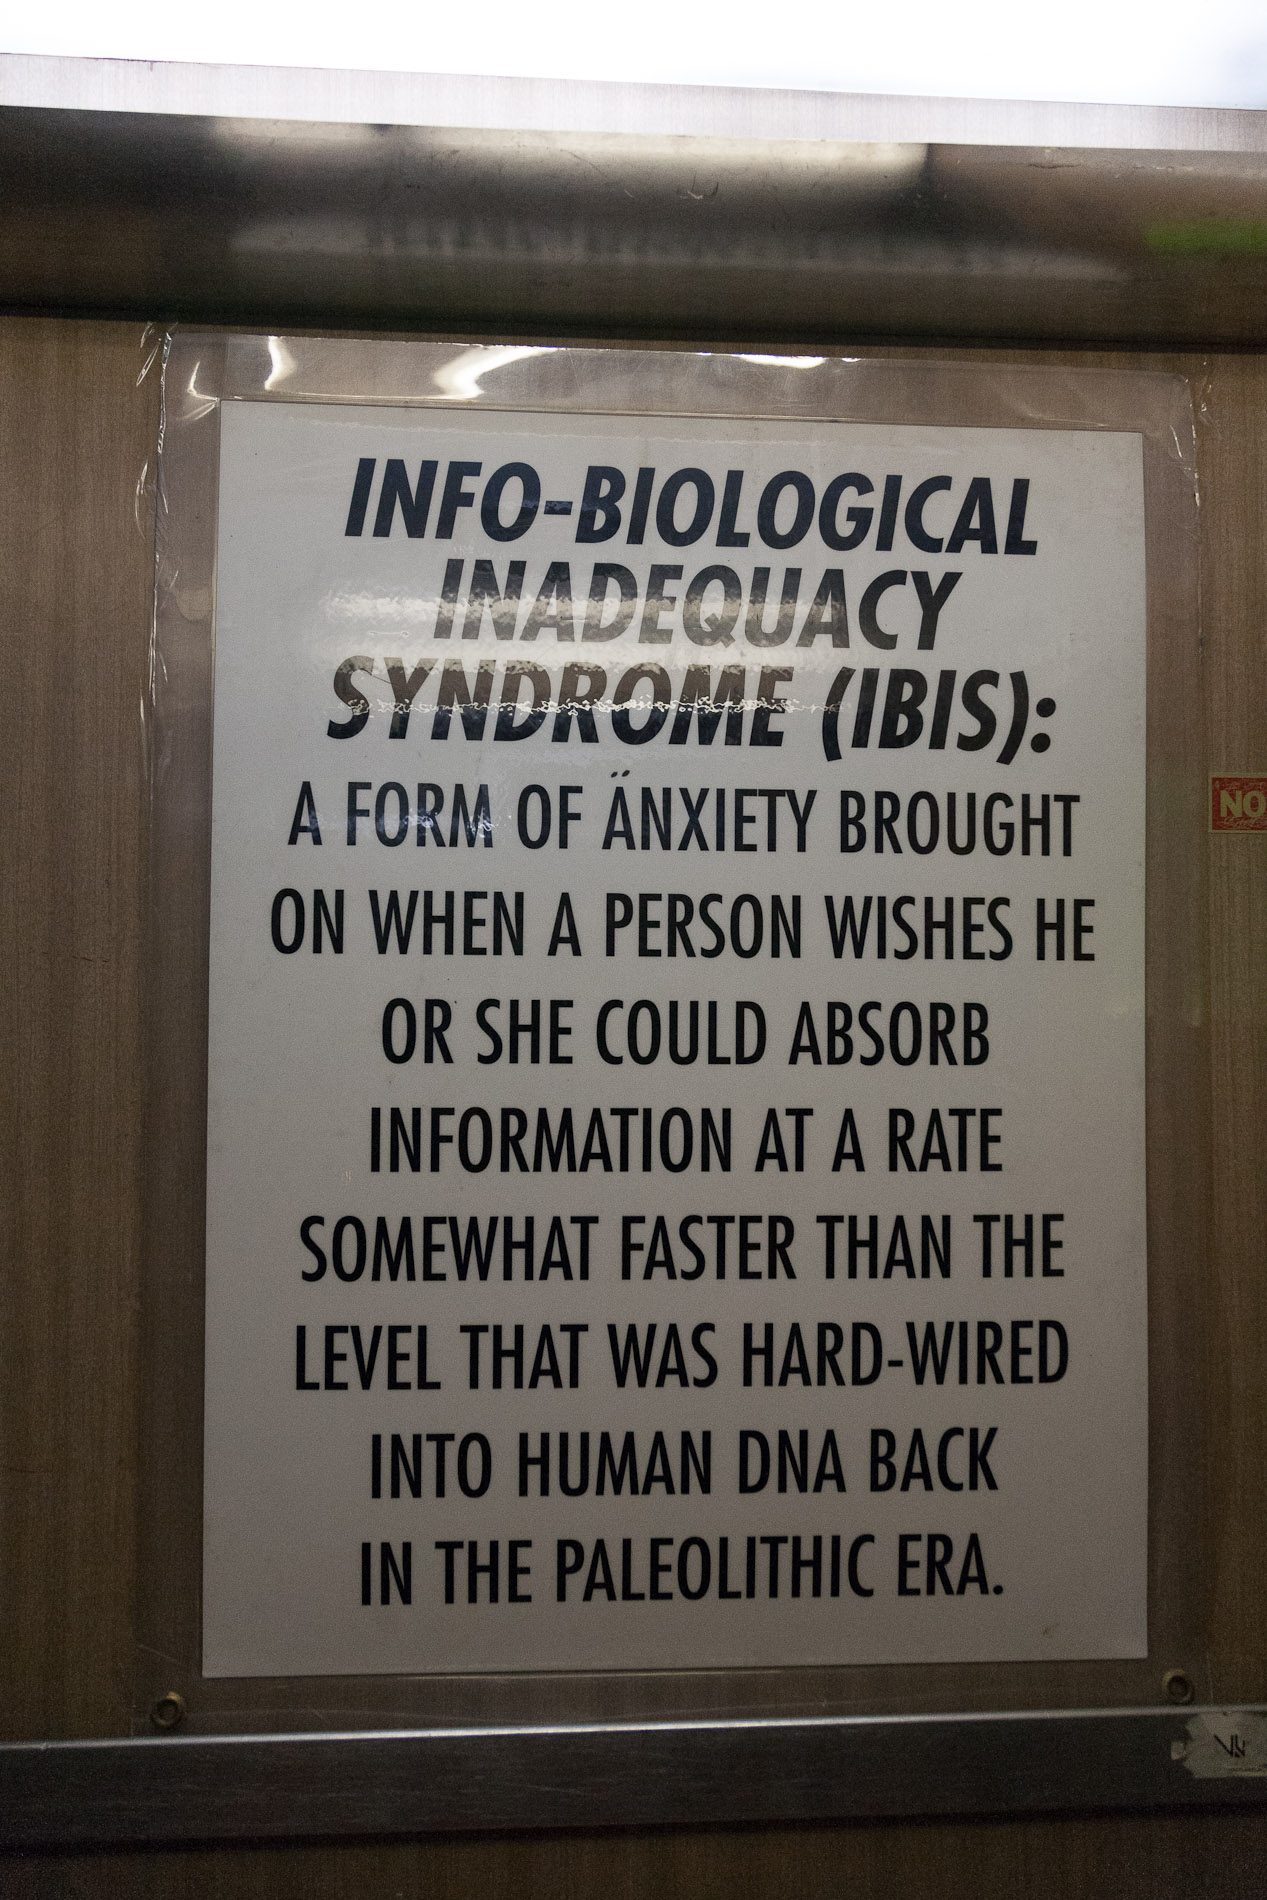 INFO-BIOLOGICAL
INADEQUACY
SYNDROME (IBIS):
A FORM OF ÄNXIETY BROUGHT
ON WHEN A PERSON WISHES HE
OR SHE COULD ABSORB
INFORMATION AT A RATE
SOMEWHAT FASTER THAN THE
LEVEL THAT WAS HARD-WIRED
INTO HUMAN DNA BACK
IN THE PALEOLITHIC ERA.
NO